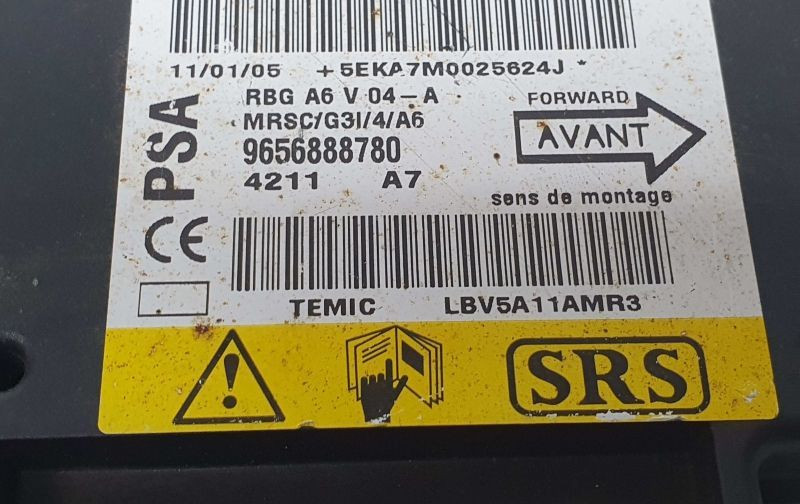 11/01/05 +5EKA7M0025624J *
RBG A6 V 04-A
MRSC/G3I/4/A6
9656888780
4211 A7
PSA
FORWARD
AVANT
sens de montage
CE
TEMIC LBV5A11AMR3
!
SRS